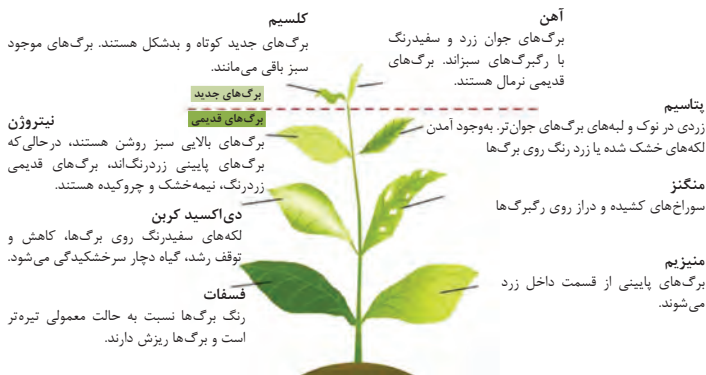 آهن
برگ‌های جوان زرد و سفیدرنگ
با رگبرگ‌های سبزاند. برگ‌های
قدیمی نرمال هستند.
پتاسیم
زردی در نوک و لبه‌های برگ‌های جوان‌تر. به‌وجود آمدن
لکه‌های خشک شده یا زرد رنگ روی برگ‌ها
منگنز
سوراخ‌های کشیده و دراز روی رگبرگ‌ها
منیزیم
برگ‌های پایینی از قسمت داخل زرد
می‌شوند.
کلسیم
برگ‌های جدید کوتاه و بدشکل هستند. برگ‌های موجود
سبز باقی می‌مانند.
برگ‌های جدید
برگ‌های قدیمی
نیتروژن
برگ‌های بالایی سبز روشن هستند، درحالی‌که
برگ‌های پایینی زردرنگ‌اند، برگ‌های قدیمی
زردرنگ، نیمه‌خشک و چروکیده هستند.
دی‌اکسید کربن
لکه‌های سفیدرنگ روی برگ‌ها، کاهش و
توقف رشد، گیاه دچار سرخشکیدگی می‌شود.
فسفات
رنگ برگ‌ها نسبت به حالت معمولی تیره‌تر
است و برگ‌ها ریزش دارند.